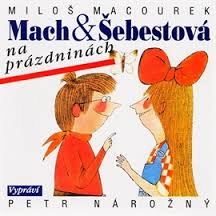 MILOŠ MACOUREK
Mach & Šebestová
na
prázdninách
Vypráví
PETR NÁROŽNÝ